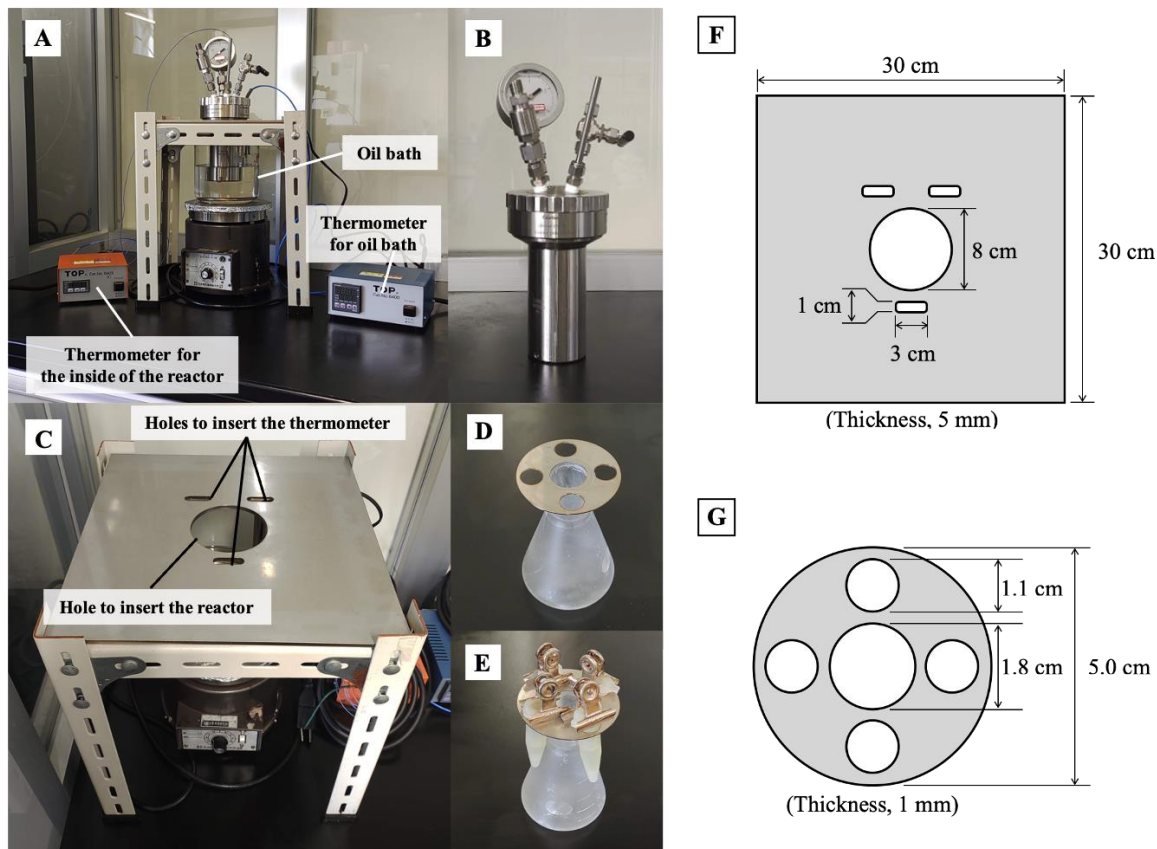 A
Oil bath
Thermometer
for oil bath
TOP
TOP
Thermometer for
the inside of the reactor
B
C
Holes to insert the thermometer
Hole to insert the reactor
D
E
F
30 cm
8 cm
30 cm
1 cm
3 cm
(Thickness, 5 mm)
G
1.1 cm
1.8 cm
5.0 cm
(Thickness, 1 mm)